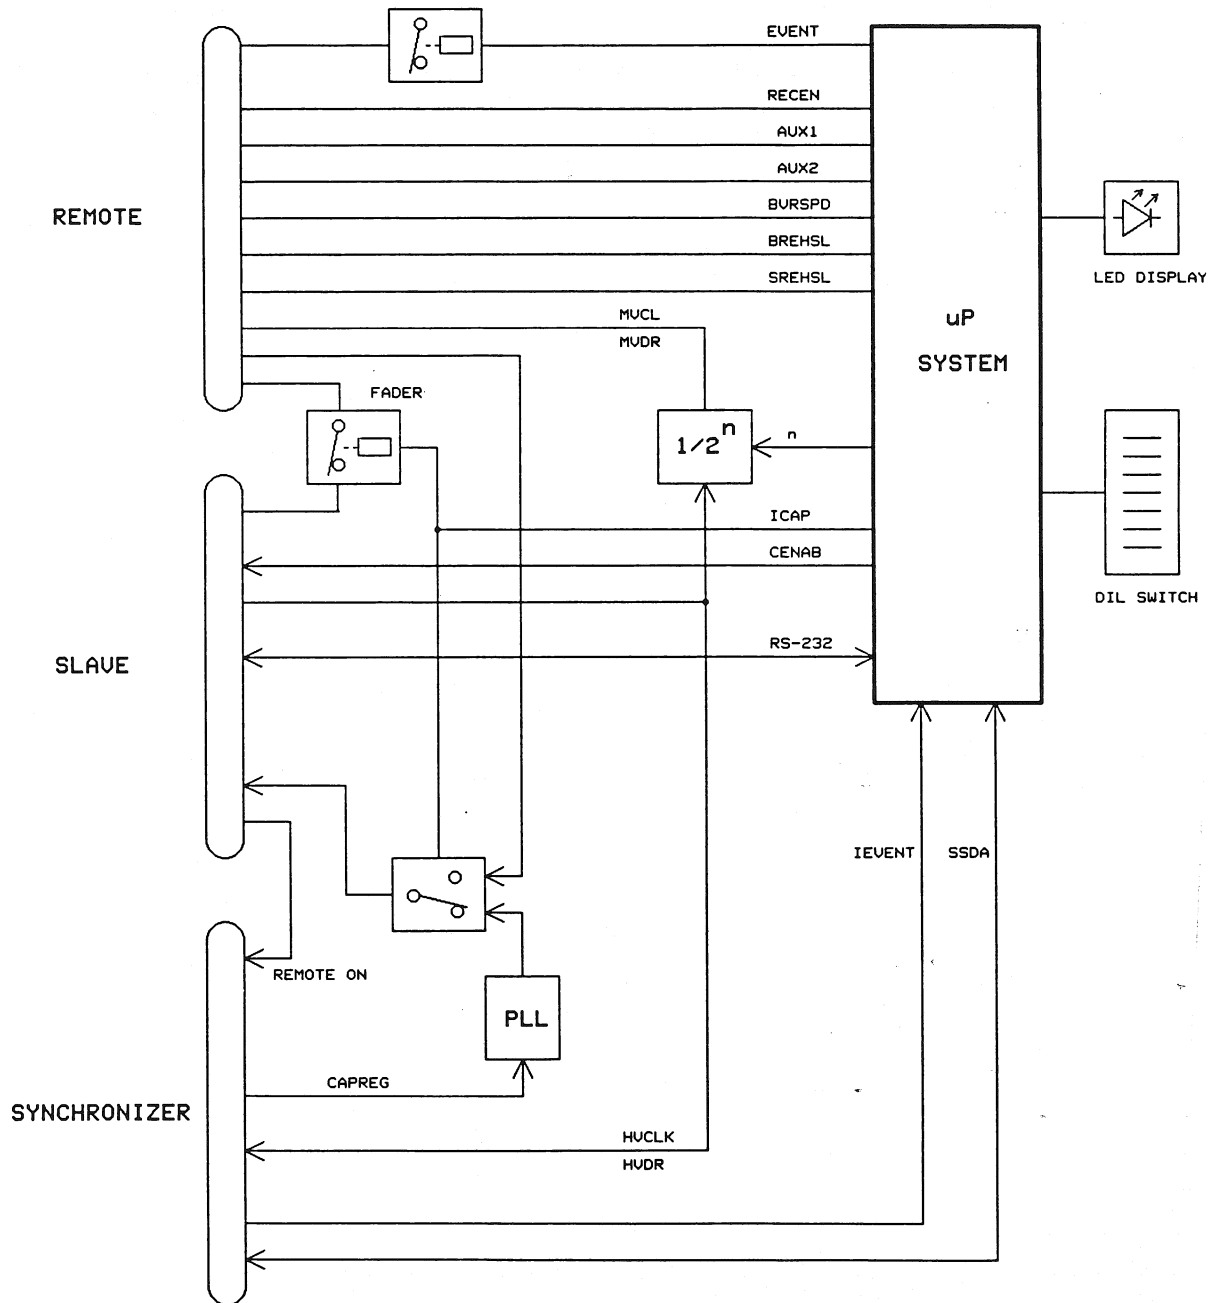 EVENT
RECEN
AUX1
AUX2
REMOTE
BVRSPD
BREHSL
SREHSL
LED DISPLAY
MVCL
MVDR
uP
SYSTEM
FADER
1/2ⁿ
n
ICAP
CENAB
DIL SWITCH
RS-232
SLAVE
IEVENT
SSDA
REMOTE ON
PLL
CAPREG
SYNCHRONIZER
HVCLK
HVDR